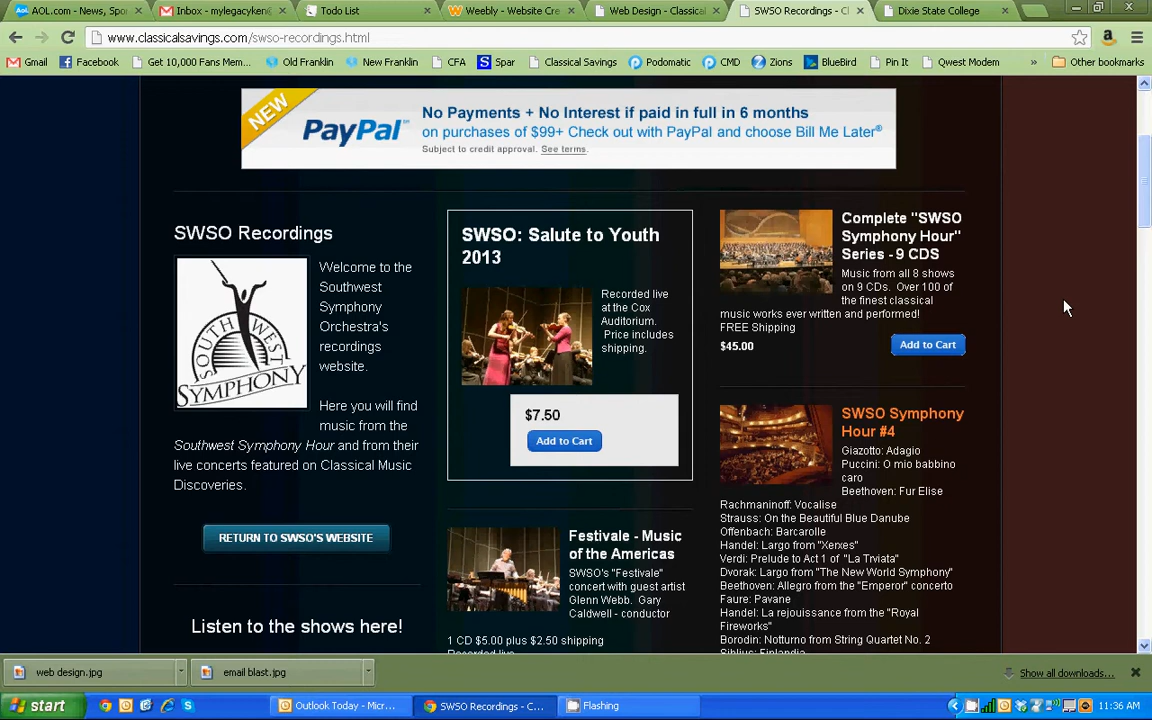 AOL.com - News, Spo
Inbox - mylegacyken@
Todo List
Weebly - Website Cre
Web Design - Classical
SWSO Recordings - Cl
Dixie State College
www.classicalsavings.com/swso-recordings.html
Gmail
Facebook
Get 10,000 Fans Mem...
Old Franklin
New Franklin
CFA
Spar
Classical Savings
Podomatic
CMD
Zions
BlueBird
Pin It
Qwest Modem
»
Other bookmarks
NEW
PayPal
No Payments + No Interest if paid in full in 6 months
on purchases of $99+ Check out with PayPal and choose Bill Me Later®
Subject to credit approval. See terms.
SWSO Recordings
SOUTHWEST
SYMPHONY
Welcome to the
Southwest
Symphony
Orchestra's
recordings
website.
Here you will find
music from the
Southwest Symphony Hour and from their
live concerts featured on Classical Music
Discoveries.
RETURN TO SWSO'S WEBSITE
Listen to the shows here!
SWSO: Salute to Youth
2013
Recorded live
at the Cox
Auditorium.
Price includes
shipping.
$7.50
Add to Cart
Festivale - Music
of the Americas
SWSO's "Festivale"
concert with guest artist
Glenn Webb. Gary
Caldwell - conductor
1 CD $5.00 plus $2.50 shipping
Recorded live
Complete "SWSO
Symphony Hour"
Series - 9 CDS
Music from all 8 shows
on 9 CDs. Over 100 of
the finest classical
music works ever written and performed!
FREE Shipping
$45.00
Add to Cart
SWSO Symphony
Hour #4
Giazotto: Adagio
Puccini: O mio babbino
caro
Beethoven: Fur Elise
Rachmaninoff: Vocalise
Strauss: On the Beautiful Blue Danube
Offenbach: Barcarolle
Handel: Largo from "Xerxes"
Verdi: Prelude to Act 1 of "La Trviata"
Dvorak: Largo from "The New World Symphony"
Beethoven: Allegro from the "Emperor" concerto
Faure: Pavane
Handel: La rejouissance from the "Royal
Fireworks"
Borodin: Notturno from String Quartet No. 2
Sibelius: Finlandia
web design.jpg
email blast.jpg
Show all downloads...
start
Outlook Today - Micr...
SWSO Recordings - C...
Flashing
11:36 AM